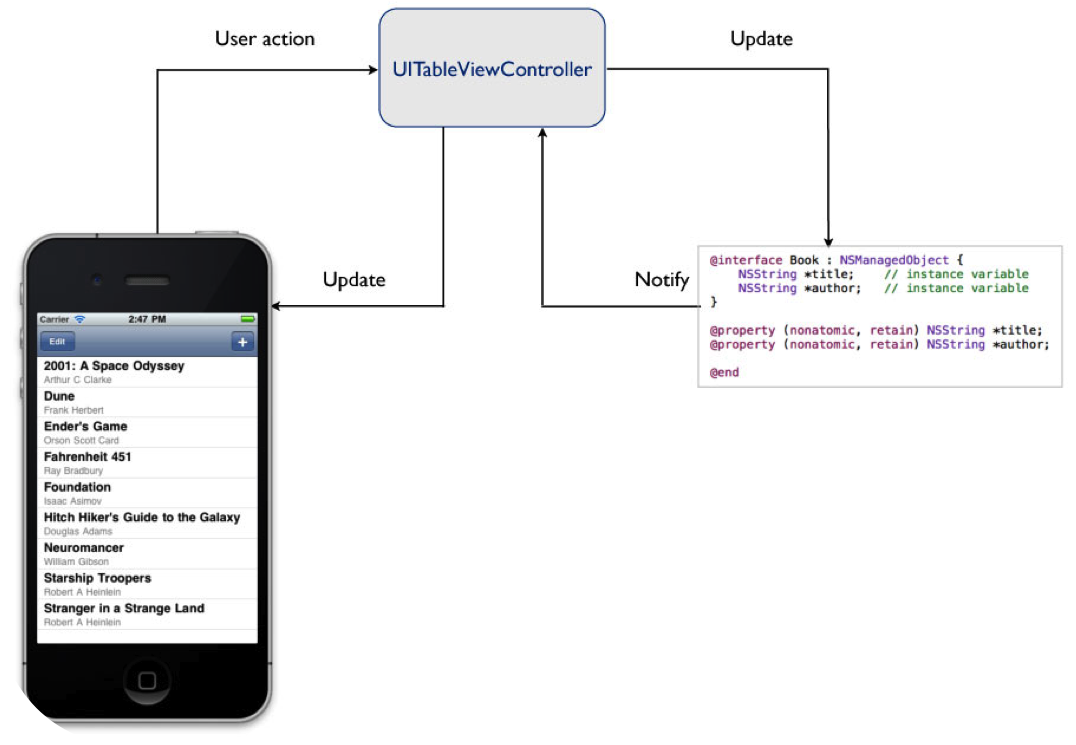 User action
UITableViewController
Update
Update
Notify
@interface Book : NSManagedObject {
NSString *title; // instance variable
NSString *author; // instance variable
}
@property (nonatomic, retain) NSString *title;
@property (nonatomic, retain) NSString *author;
@end
Carrier 2:47 PM
Edit +
2001: A Space Odyssey
Arthur C Clarke
Dune
Frank Herbert
Ender's Game
Orson Scott Card
Fahrenheit 451
Ray Bradbury
Foundation
Isaac Asimov
Hitch Hiker's Guide to the Galaxy
Douglas Adams
Neuromancer
William Gibson
Starship Troopers
Robert A Heinlein
Stranger in a Strange Land
Robert A Heinlein